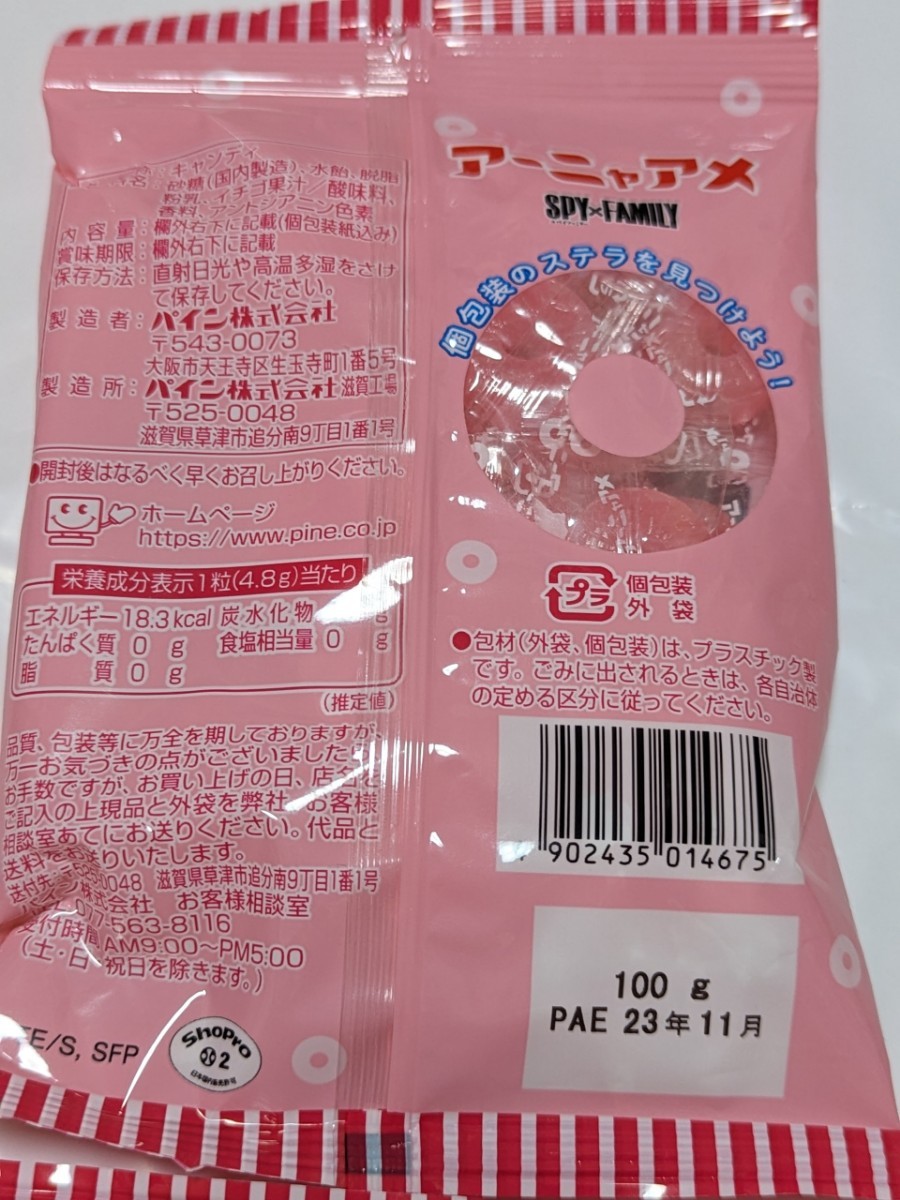 キャンディ
砂糖(国内製造)、水飴、脱脂
粉乳、イチゴ果汁/酸味料、
香料、アントシアニン色素
内容量:欄外右下に記載(個包装紙込み)
賞味期限:欄外右下に記載
保存方法:直射日光や高温多湿をさけ
て保存してください。
製造者:パイン株式会社
〒543-0073
大阪市天王寺区生玉寺町1番5号
製造所:パイン株式会社 滋賀工場
〒525-0048
滋賀県草津市追分南9丁目1番1号
●開封後はなるべく早くお召し上がりください。
ホームページ
https://www.pine.co.jp
栄養成分表示1粒(4.8g)当たり
エネルギー 18.3kcal 炭水化物 g
たんぱく質 0 g 食塩相当量 0 g
脂質 0 g
(推定値)
品質、包装等に万全を期しておりますが、
万一お気づきの点がございましたら、
お手数ですが、お買い上げの日、店名を
ご記入の上現品と外袋を弊社 お客様
相談室あてにお送りください。代品と
送料をお送りいたします。
送付先 525-0048 滋賀県草津市追分南9丁目1番1号
株式会社 お客様相談室
077-563-8116
受付時間 AM9:00〜PM5:00
(土・日・祝日を除きます。)
E/S, SFP
ShoPro
2
日本国内販売許可
アーニャアメ
SPY×FAMILY
個包装のステラを見つけよう!
プラ
個包装
外袋
●包材(外袋、個包装)は、プラスチック製
です。ごみに出されるときは、各自治体
の定める区分に従ってください。
902435 014675
100 g
PAE 23年11月